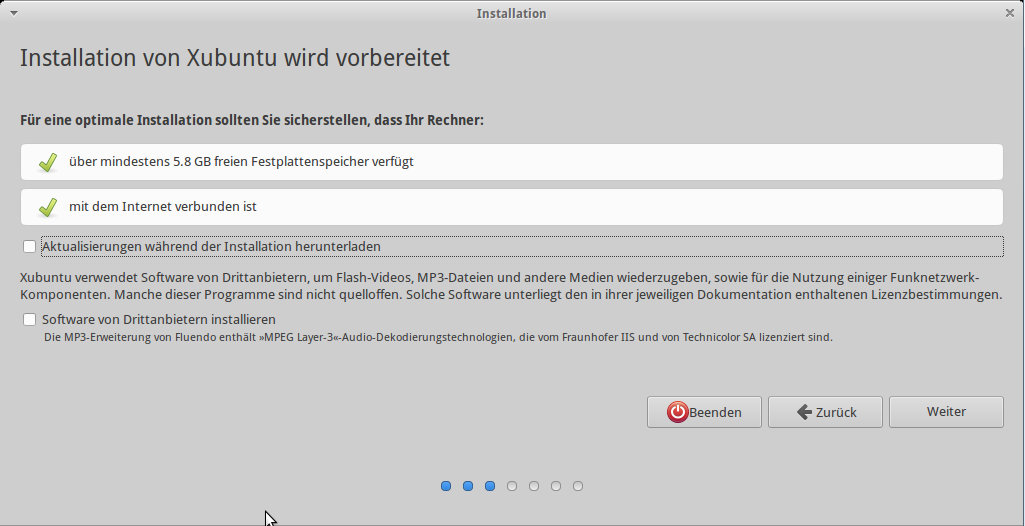 Installation
Installation von Xubuntu wird vorbereitet
Für eine optimale Installation sollten Sie sicherstellen, dass Ihr Rechner:
über mindestens 5.8 GB freien Festplattenspeicher verfügt
mit dem Internet verbunden ist
Aktualisierungen während der Installation herunterladen
Xubuntu verwendet Software von Drittanbietern, um Flash-Videos, MP3-Dateien und andere Medien wiederzugeben, sowie für die Nutzung einiger Funknetzwerk-
Komponenten. Manche dieser Programme sind nicht quelloffen. Solche Software unterliegt den in ihrer jeweiligen Dokumentation enthaltenen Lizenzbestimmungen.
Software von Drittanbietern installieren
Die MP3-Erweiterung von Fluendo enthält »MPEG Layer-3«-Audio-Dekodierungstechnologien, die vom Fraunhofer IIS und von Technicolor SA lizenziert sind.
Beenden Zurück Weiter